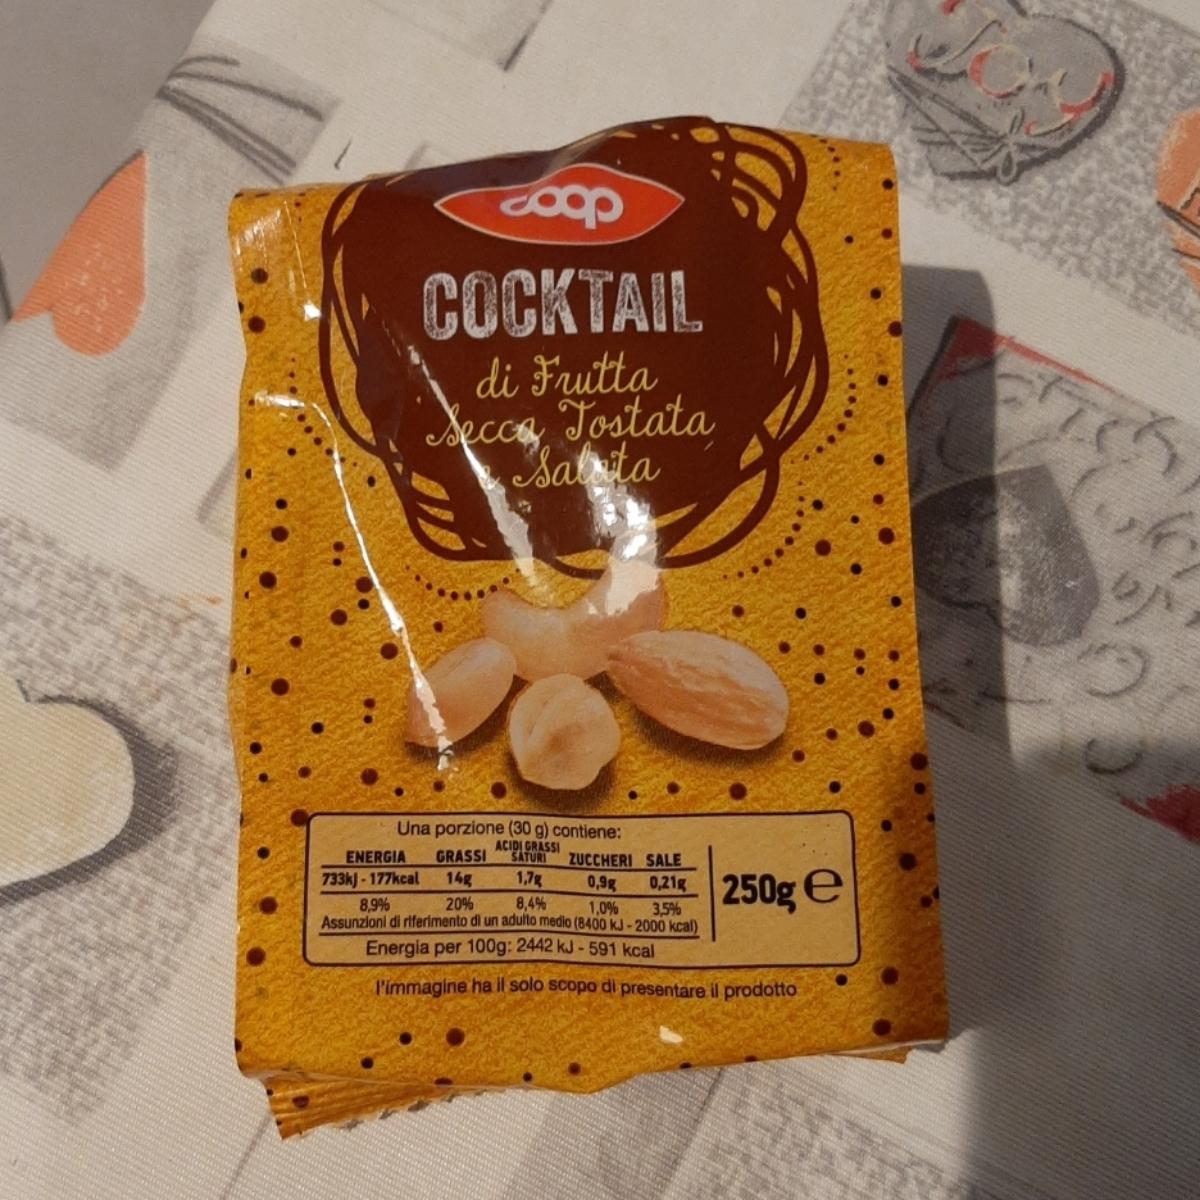 coop
COCKTAIL
di Frutta
Secca Tostata
e Salata
Una porzione (30 g) contiene:
ENERGIA GRASSI ACIDI GRASSI SATURI ZUCCHERI SALE
733kj - 177kcal 14g 1,7g 0,9g 0,21g
8,9% 20% 8,4% 1,0% 3,5%
Assunzioni di riferimento di un adulto medio (8400 kJ - 2000 kcal)
Energia per 100g: 2442 kJ - 591 kcal
250g e
l'immagine ha il solo scopo di presentare il prodotto
JOY